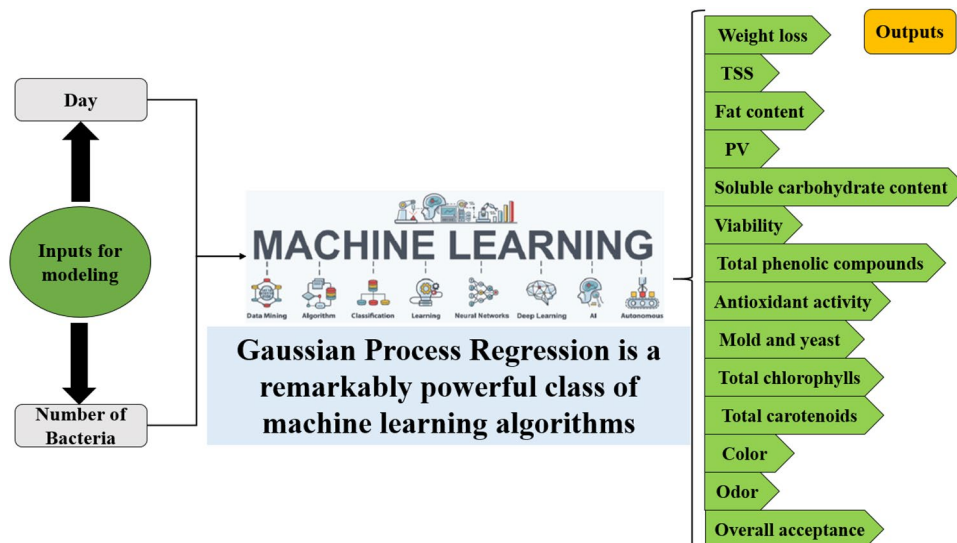 Day
Inputs for
modeling
Number of
Bacteria
MACHINE LEARNING
Data Mining
Algorithm
Classification
Learning
Neural Networks
Deep Learning
AI
Autonomous
Gaussian Process Regression is a
remarkably powerful class of
machine learning algorithms
Outputs
Weight loss
TSS
Fat content
PV
Soluble carbohydrate content
Viability
Total phenolic compounds
Antioxidant activity
Mold and yeast
Total chlorophylls
Total carotenoids
Color
Odor
Overall acceptance